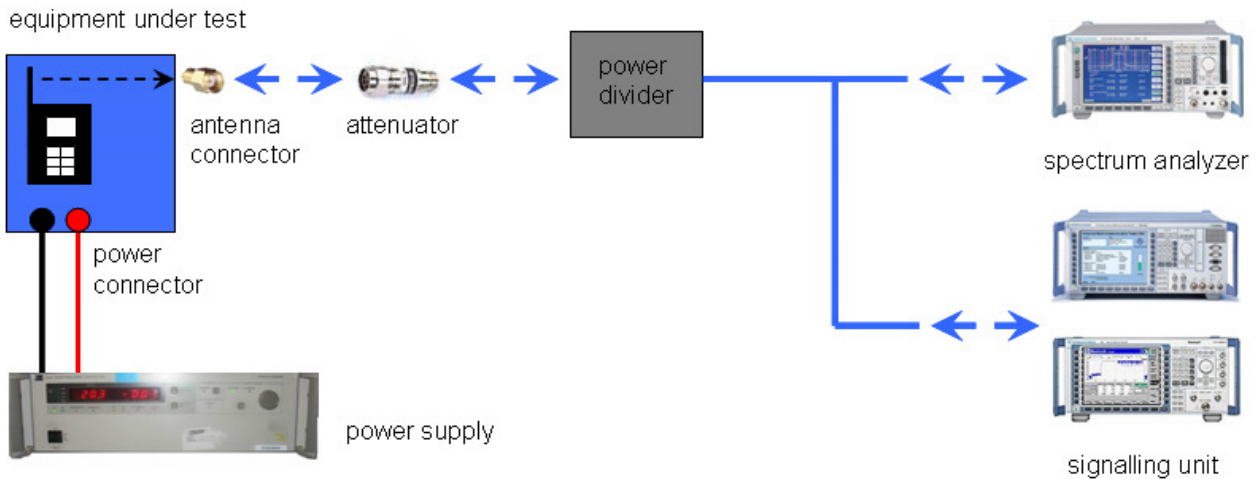 equipment under test
power
divider
antenna
connector
attenuator
spectrum analyzer
power
connector
power supply
signalling unit